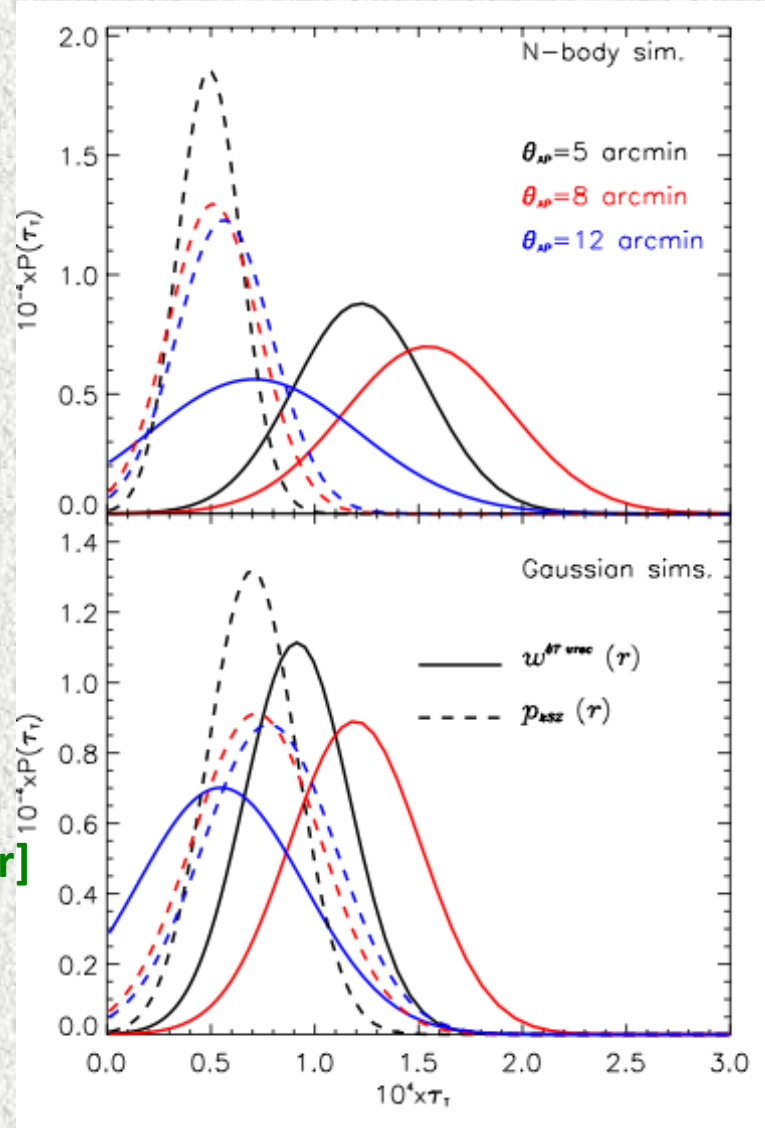 N−body sim.
θAP=5 arcmin
θAP=8 arcmin
θAP=12 arcmin
10⁻⁴xP(τT)
2.0
1.5
1.0
0.5
0.0
Gaussian sims.
w^δT vrec (r)
pkSZ (r)
10⁻⁴xP(τT)
1.4
1.2
1.0
0.8
0.6
0.4
0.2
0.0
r]
0.0 0.5 1.0 1.5 2.0 2.5 3.0
10⁴xτT